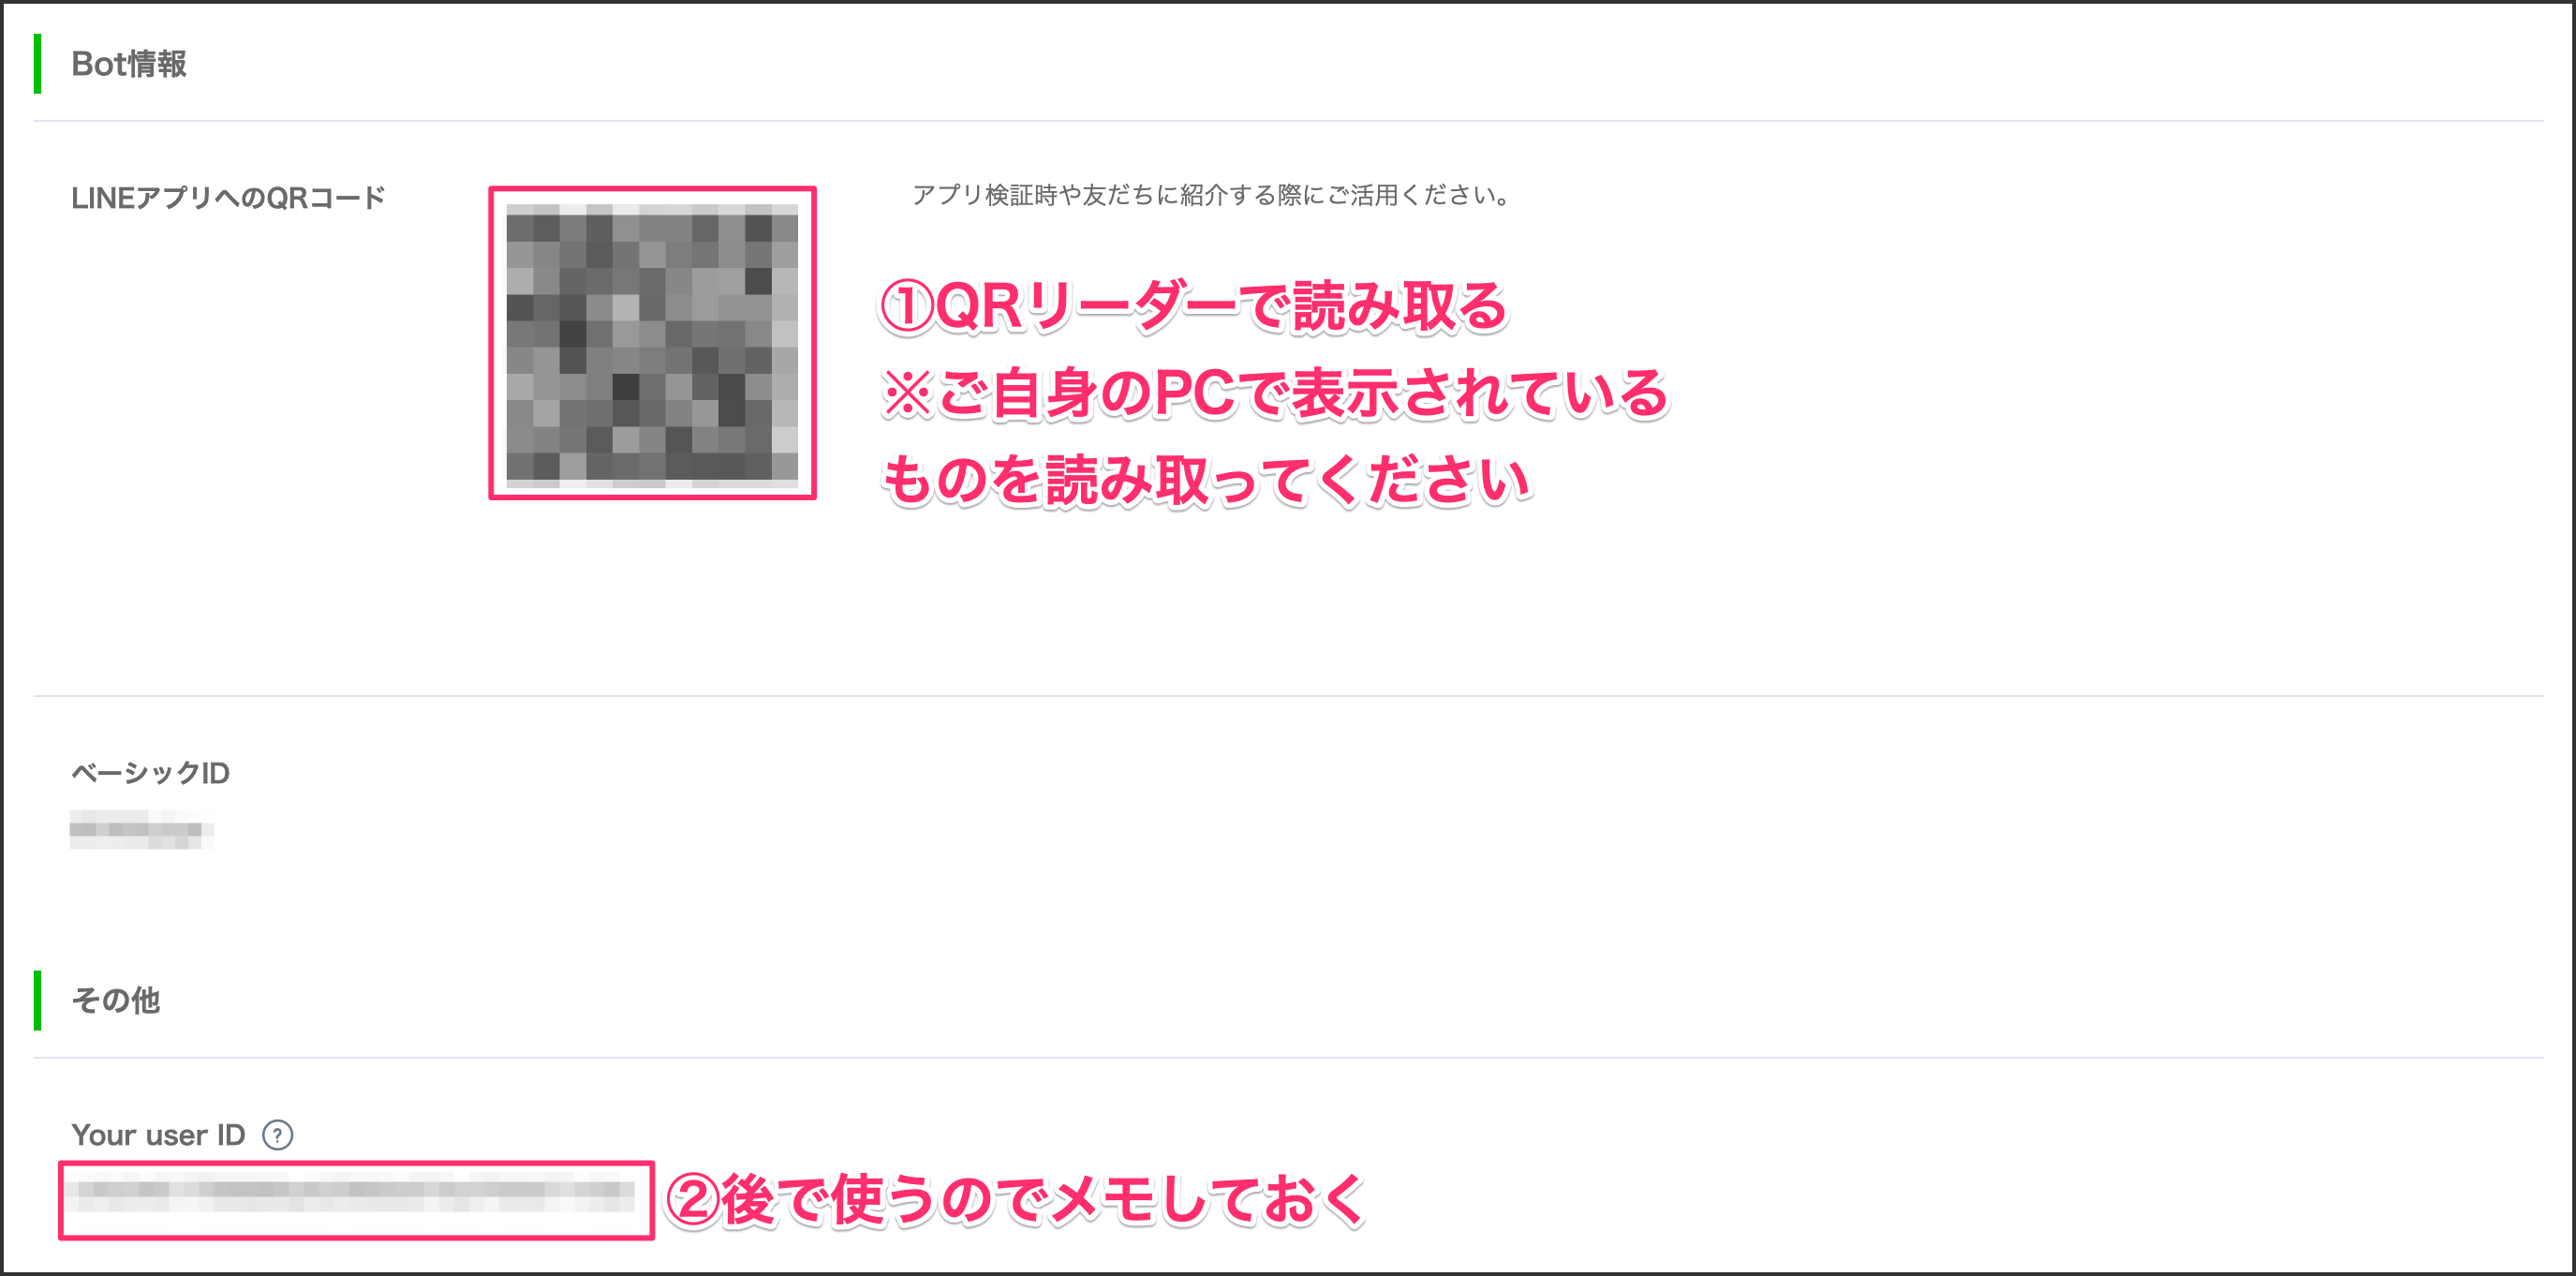 Bot情報
LINEアプリへのQRコード
アプリ検証時や友だちに紹介する際にご活用ください。
①QRリーダーで読み取る
※ご自身のPCで表示されている
ものを読み取ってください
ベーシックID
その他
Your user ID ?
②後で使うのでメモしておく